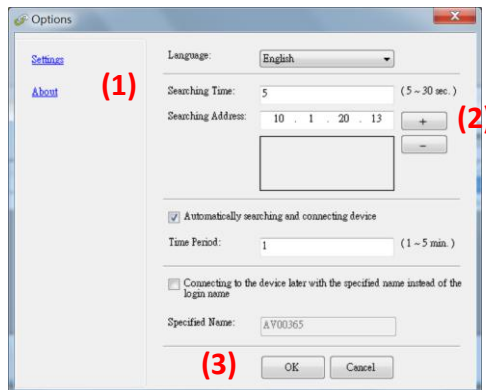 Options
Settings
About
(1)
Language:
English
Searching Time:
5
(5~30 sec.)
Searching Address:
10 . 1 . 20 . 13
+
(2)
−
Automatically searching and connecting device
Time Period:
1
(1~5 min.)
Connecting to the device later with the specified name instead of the
login name
Specified Name:
AV00365
(3)
OK
Cancel